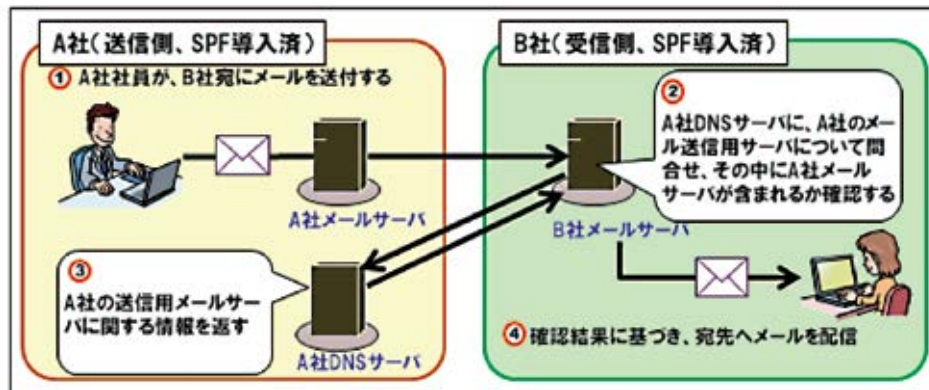 A社(送信側、SPF導入済)
① A社社員が、B社宛にメールを送付する
A社メールサーバ
③
A社の送信用メールサー
バに関する情報を返す
A社DNSサーバ
B社(受信側、SPF導入済)
②
A社DNSサーバに、A社のメー
ル送信用サーバについて問
合せ、その中にA社メール
サーバが含まれるか確認する
B社メールサーバ
④ 確認結果に基づき、宛先へメールを配信